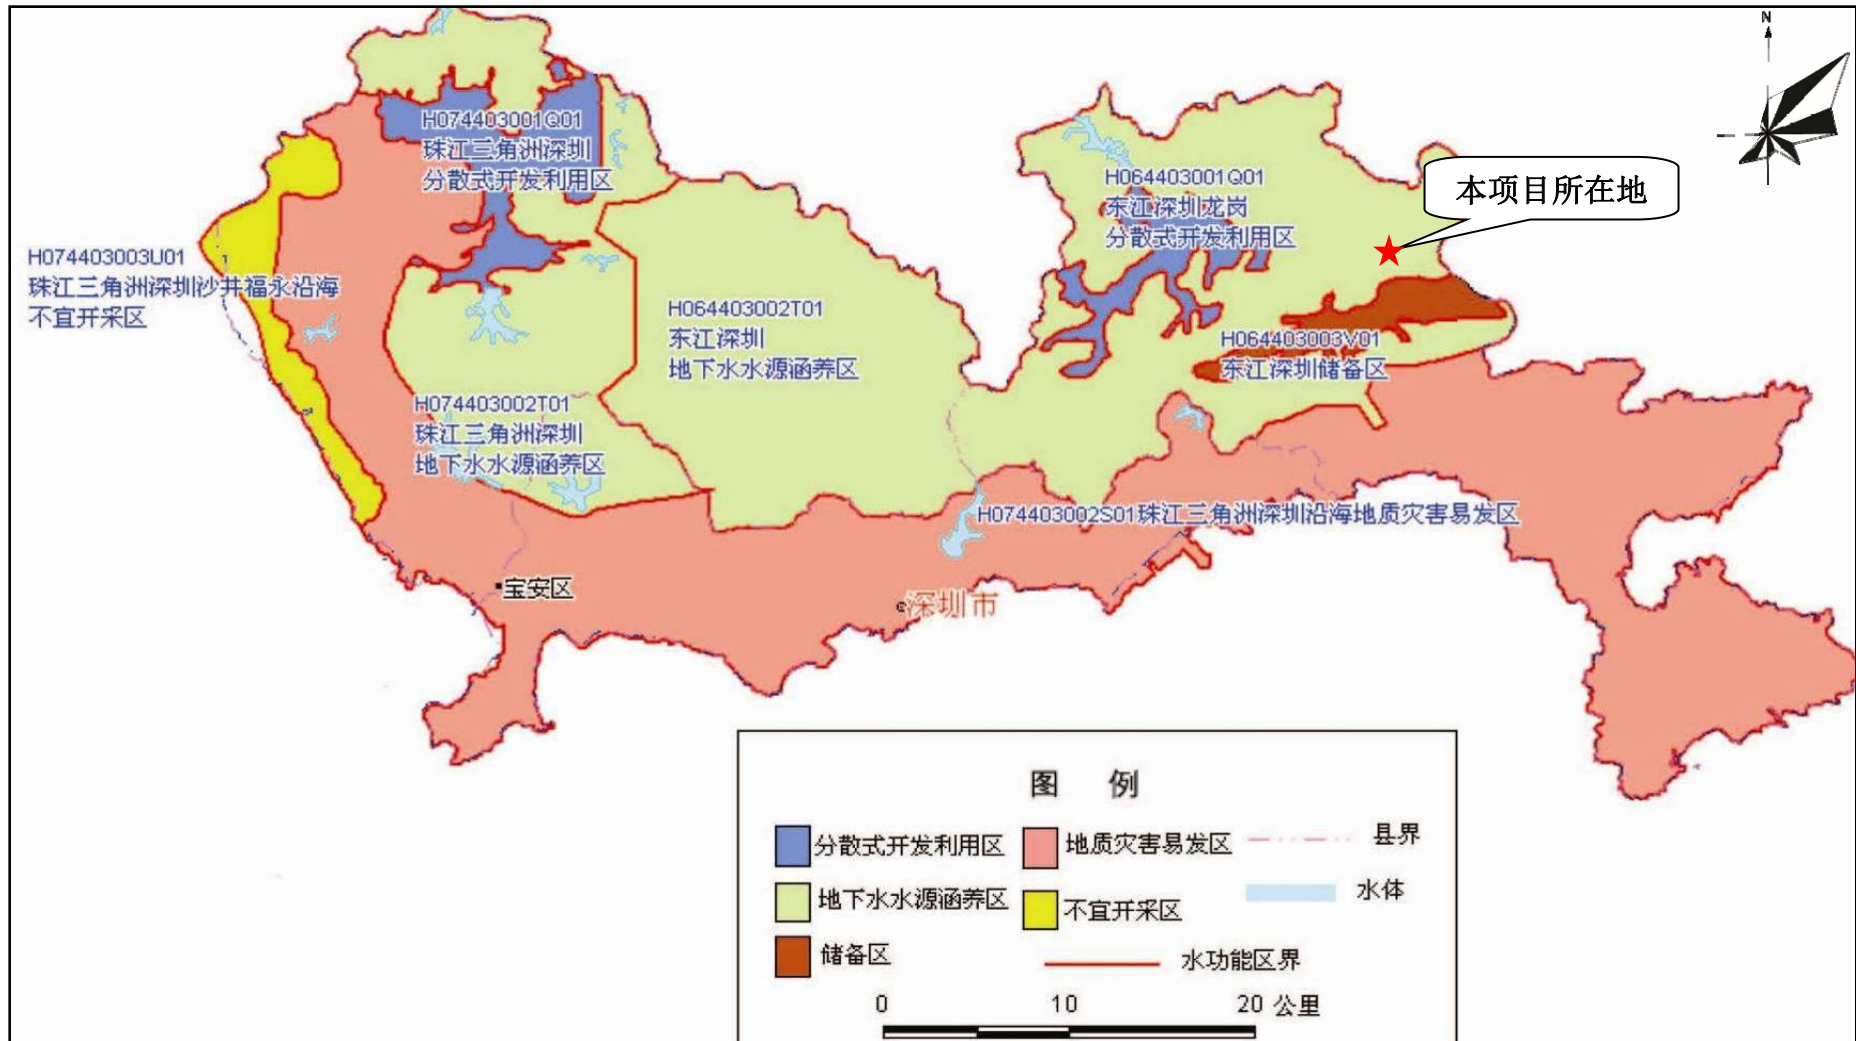 N
H074403001Q01
珠江三角洲深圳
分散式开发利用区
H064403001Q01
东江深圳龙岗
分散式开发利用区
本项目所在地
H074403003U01
珠江三角洲深圳沙井福永沿海
不宜开采区
H064403002T01
东江深圳
地下水水源涵养区
H064403003V01
东江深圳储备区
H074403002T01
珠江三角洲深圳
地下水水源涵养区
H074403002S01珠江三角洲深圳沿海地质灾害易发区
宝安区
深圳市
图 例
分散式开发利用区
地质灾害易发区
县界
地下水水源涵养区
不宜开采区
水体
储备区
水功能区界
0 10 20 公里